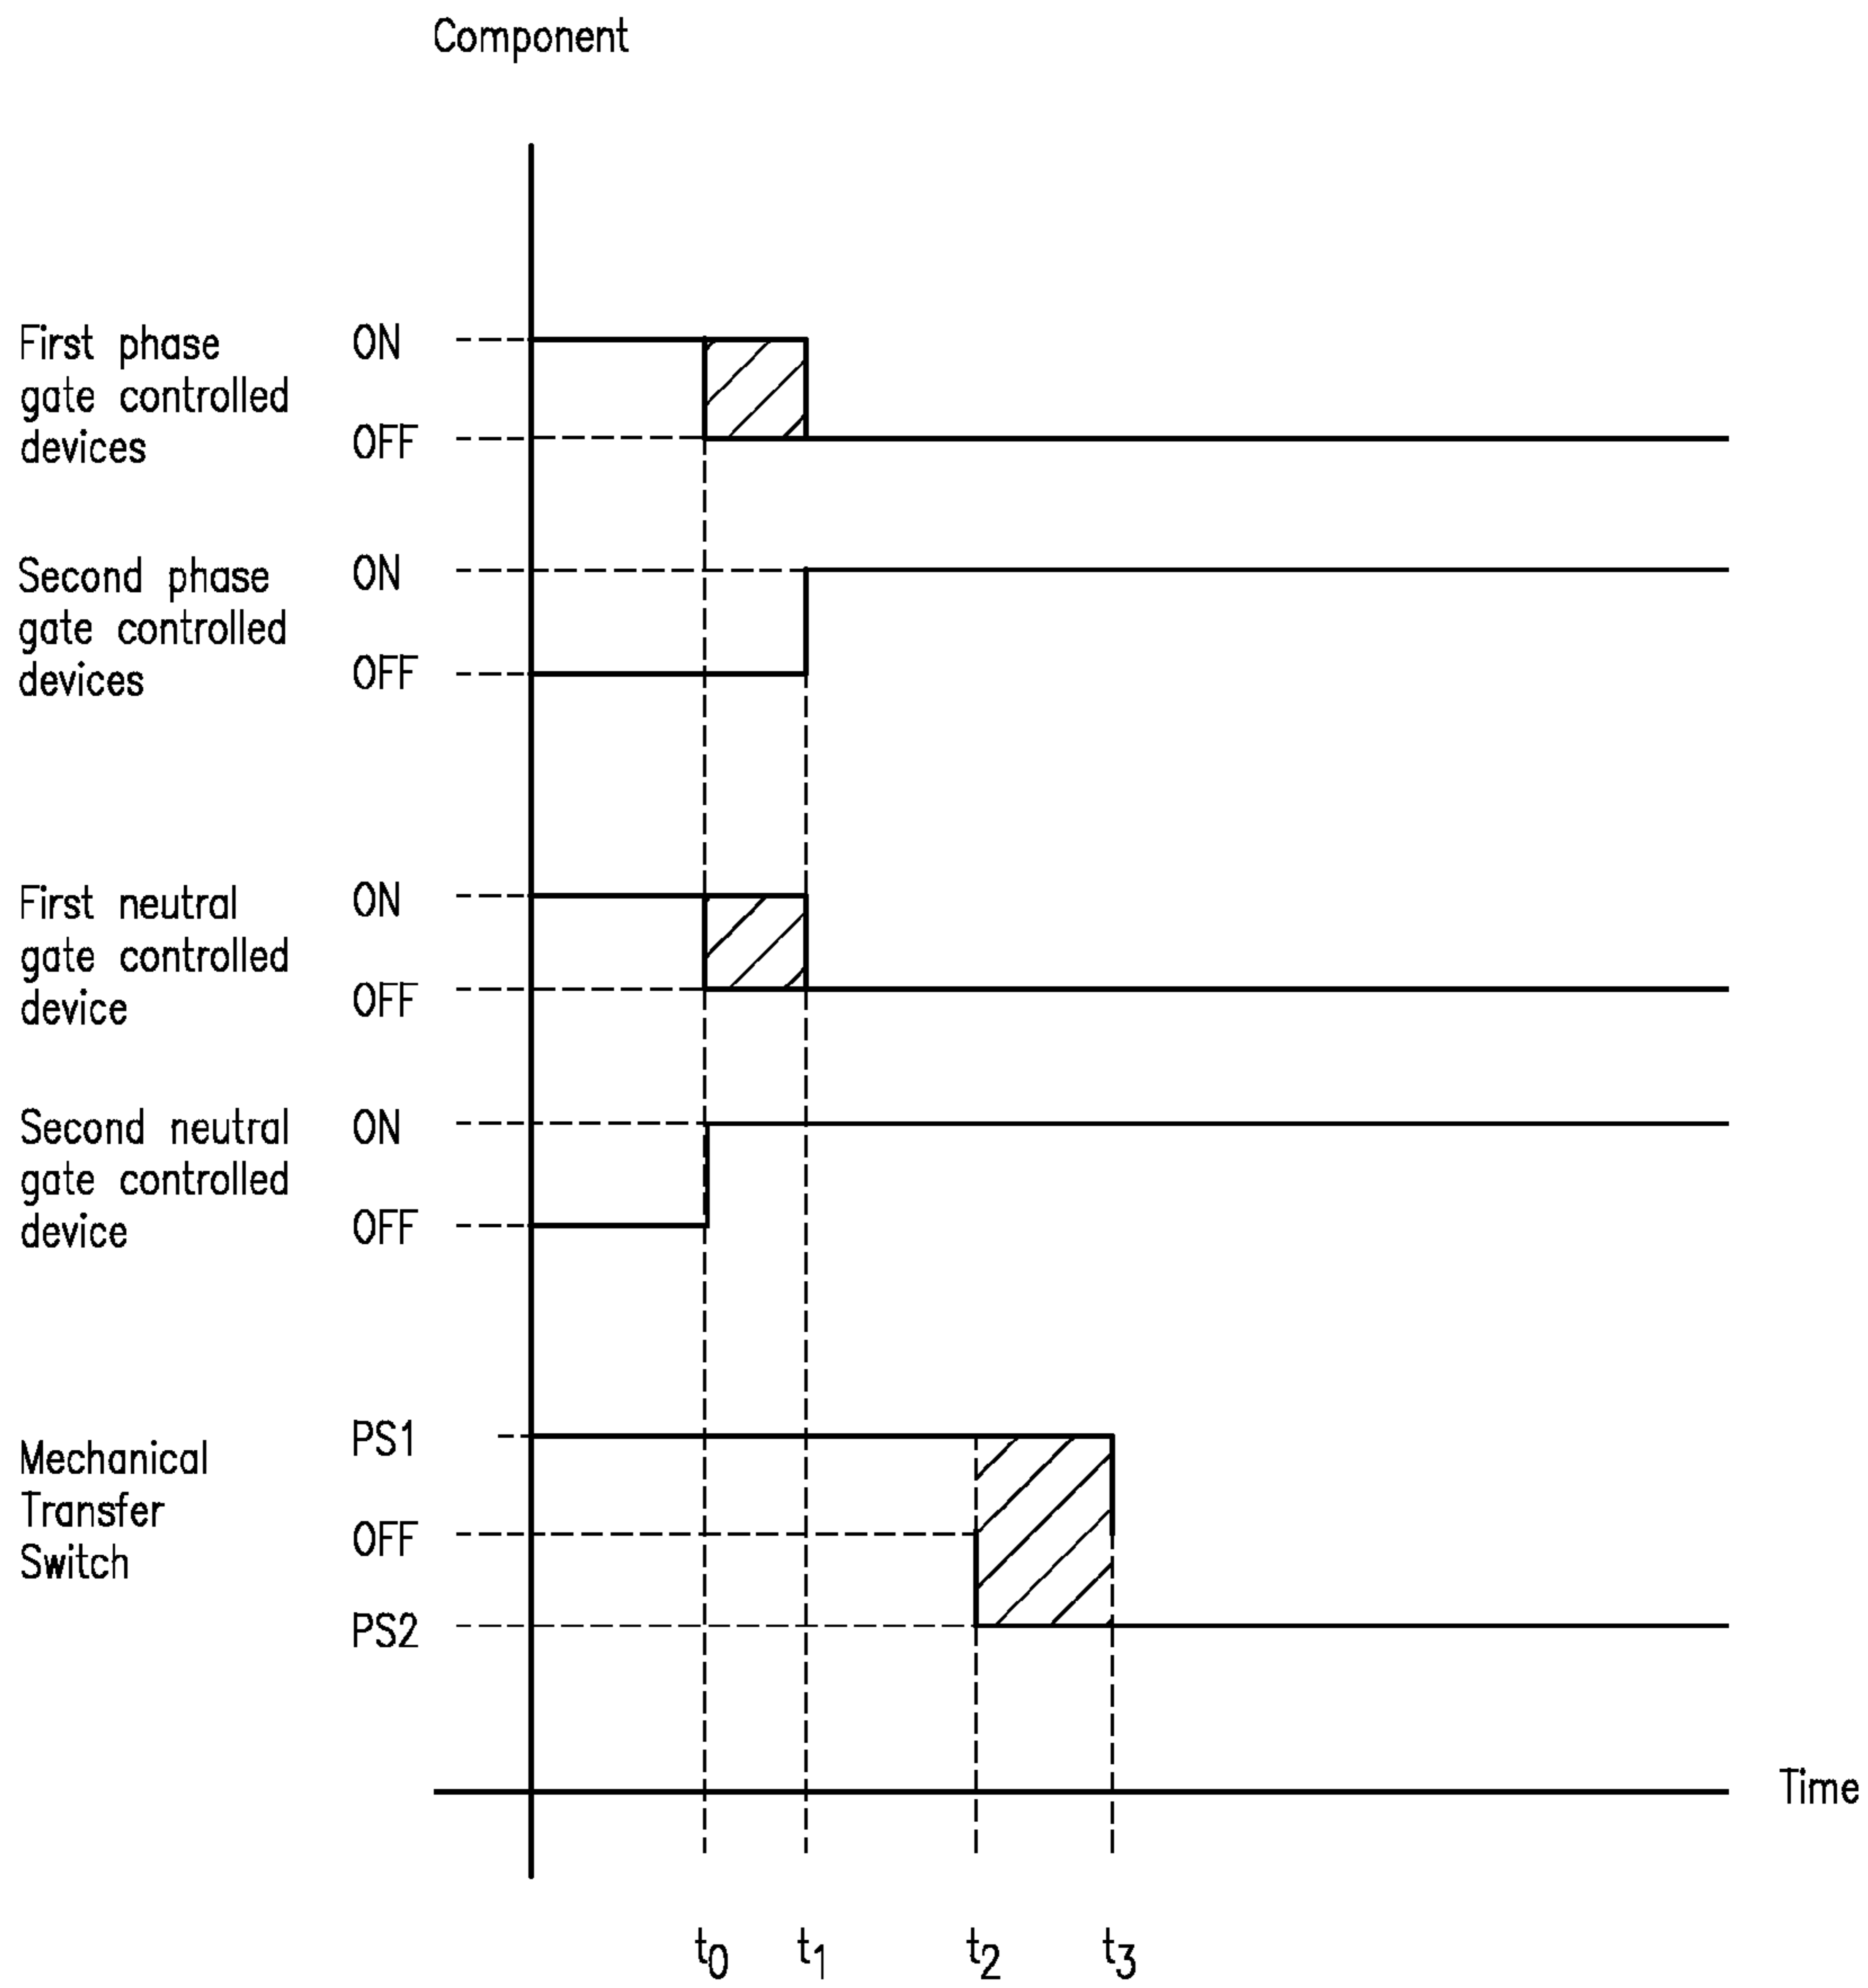 Component
First phase
gate controlled
devices
ON
OFF
Second phase
gate controlled
devices
ON
OFF
First neutral
gate controlled
device
ON
OFF
Second neutral
gate controlled
device
ON
OFF
Mechanical
Transfer
Switch
PS1
OFF
PS2
Time
t0 t1 t2 t3